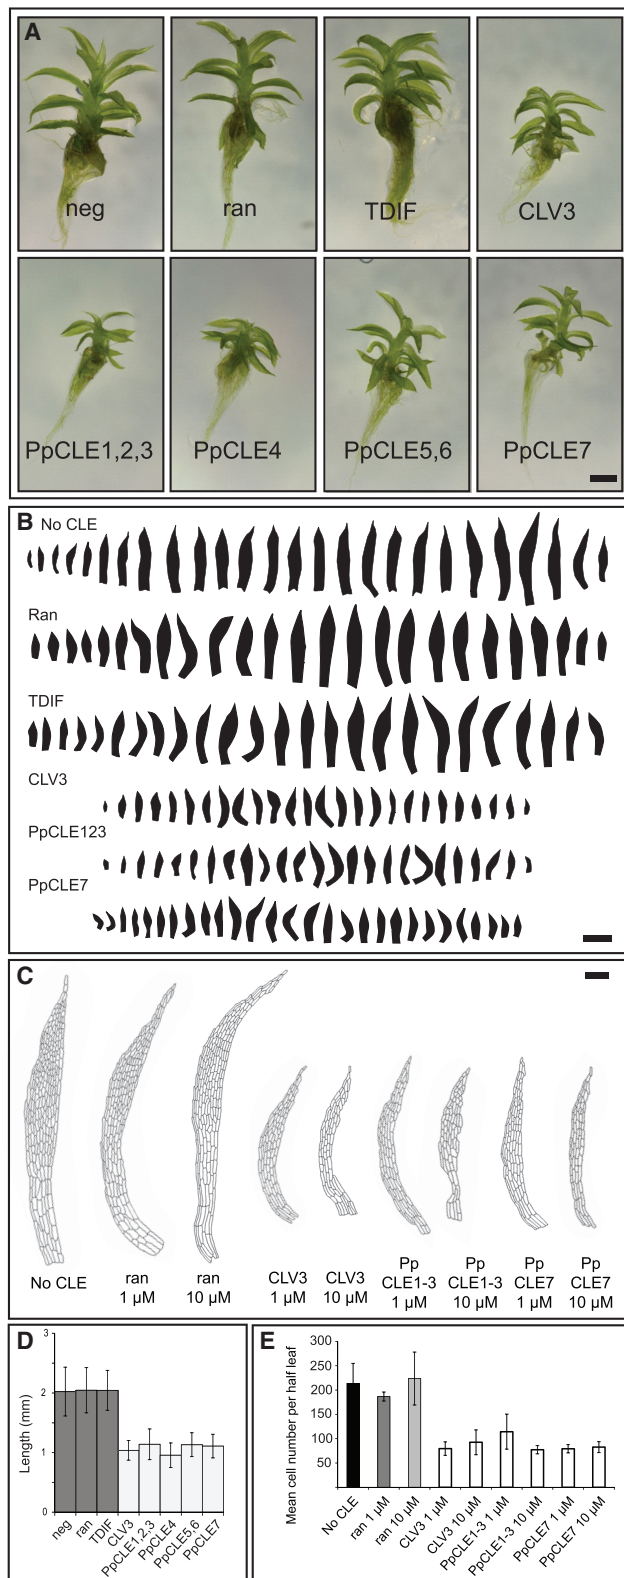 A
neg
ran
TDIF
CLV3
PpCLE1,2,3
PpCLE4
PpCLE5,6
PpCLE7
B
No CLE
Ran
TDIF
CLV3
PpCLE123
PpCLE7
C
No CLE
ran
1 µM
ran
10 µM
CLV3
1 µM
CLV3
10 µM
Pp
CLE1-3
1 µM
Pp
CLE1-3
10 µM
Pp
CLE7
1 µM
Pp
CLE7
10 µM
D
Length (mm)
3
2
1
0
neg
ran
TDIF
CLV3
PpCLE1,2,3
PpCLE4
PpCLE5,6
PpCLE7
E
Mean cell number per half leaf
300
250
200
150
100
50
No CLE
ran 1 µM
ran 10 µM
CLV3 1 µM
CLV3 10 µM
PpCLE1-3 1 µM
PpCLE1-3 10 µM
PpCLE7 1 µM
PpCLE7 10 µM